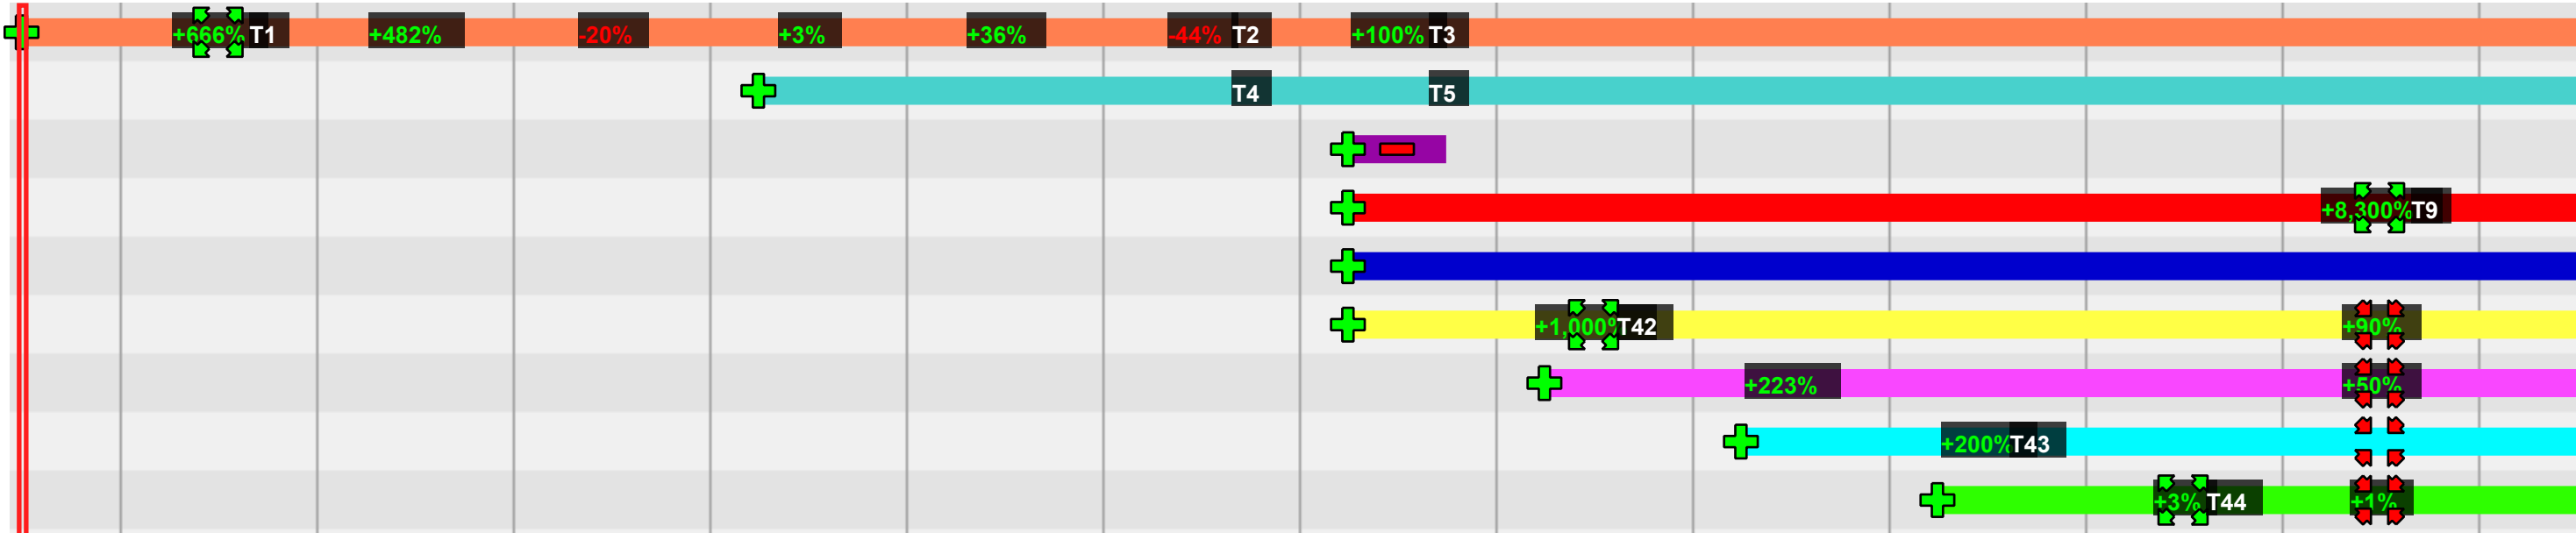 +666% T1 +482% -20% +3% +36% -44% T2 +100% T3
T4 T5
+8,300% T9
+1,000% T42 +90%
+223% +50%
+200% T43
+3% T44 +1%